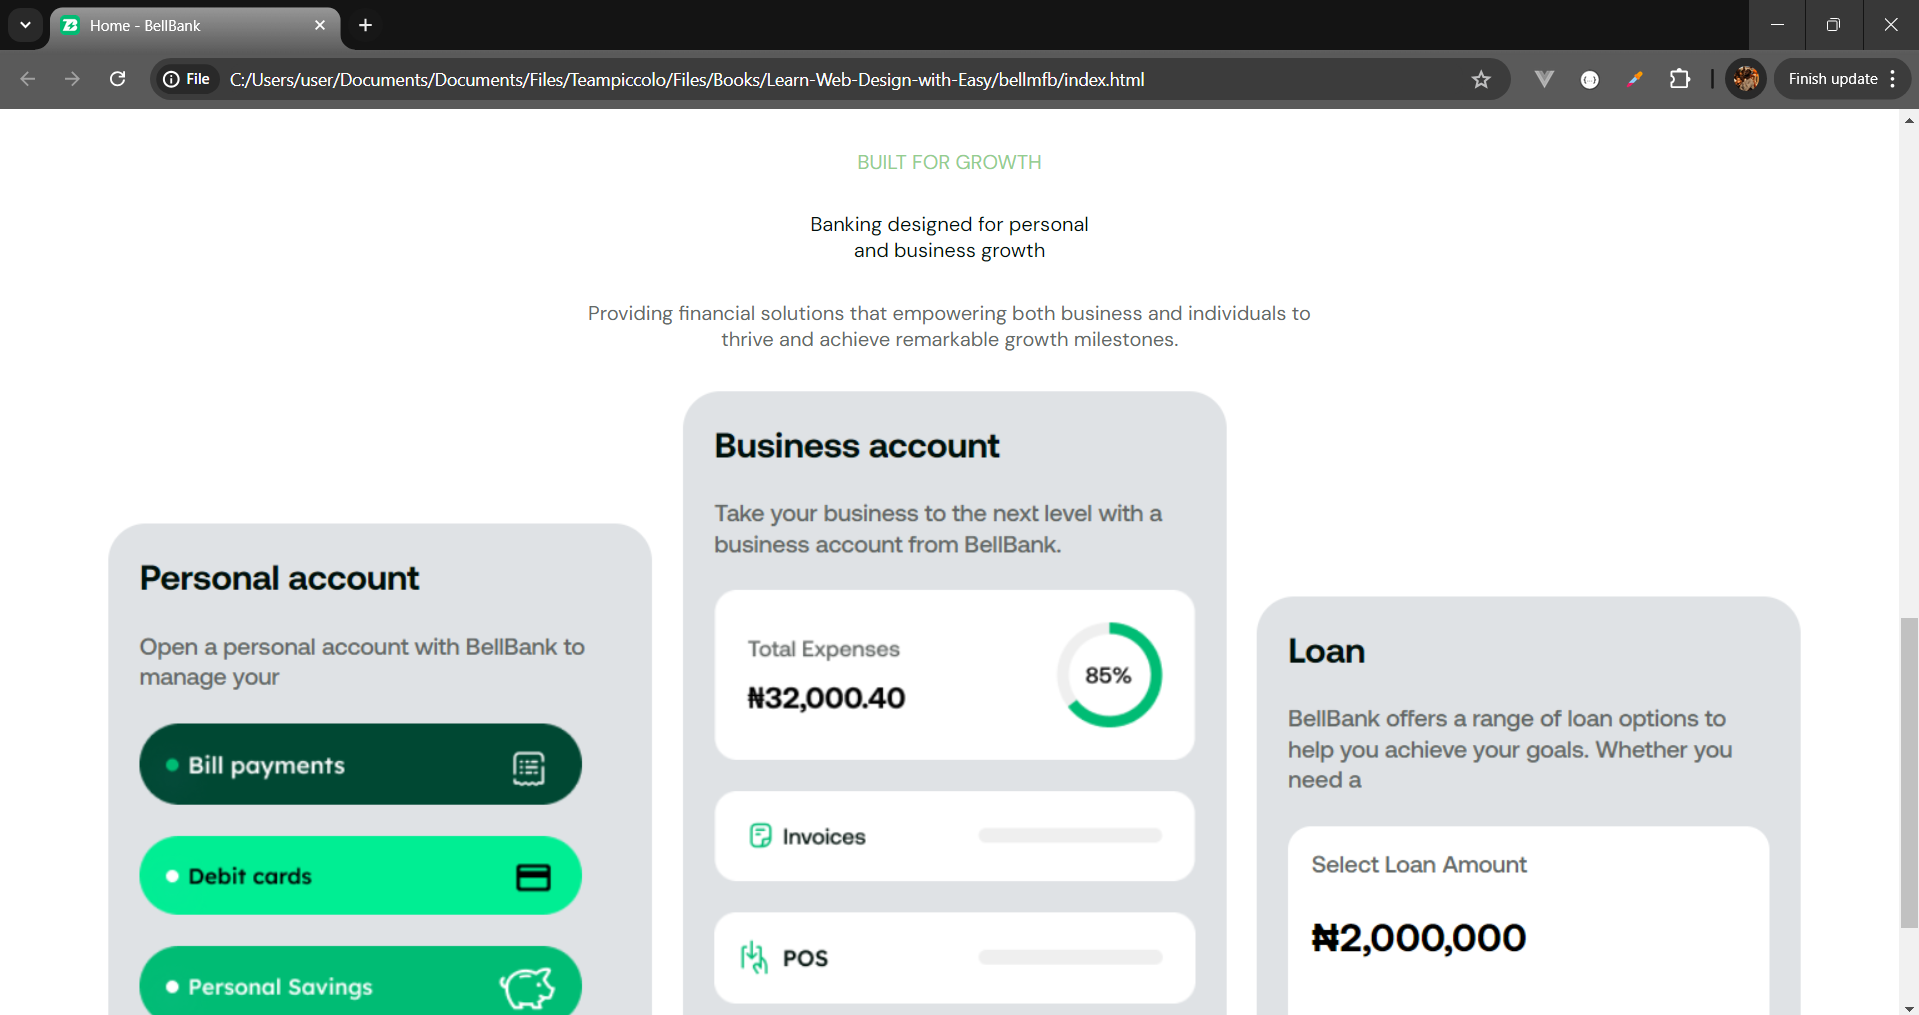 Home - BellBank
File
C:/Users/user/Documents/Documents/Files/Teampiccolo/Files/Books/Learn-Web-Design-with-Easy/bellmfb/index.html
Finish update
BUILT FOR GROWTH
Banking designed for personal
and business growth
Providing financial solutions that empowering both business and individuals to
thrive and achieve remarkable growth milestones.
Personal account
Open a personal account with BellBank to
manage your
Bill payments
Debit cards
Personal Savings
Business account
Take your business to the next level with a
business account from BellBank.
Total Expenses
₦32,000.40
85%
Invoices
POS
Loan
BellBank offers a range of loan options to
help you achieve your goals. Whether you
need a
Select Loan Amount
₦2,000,000